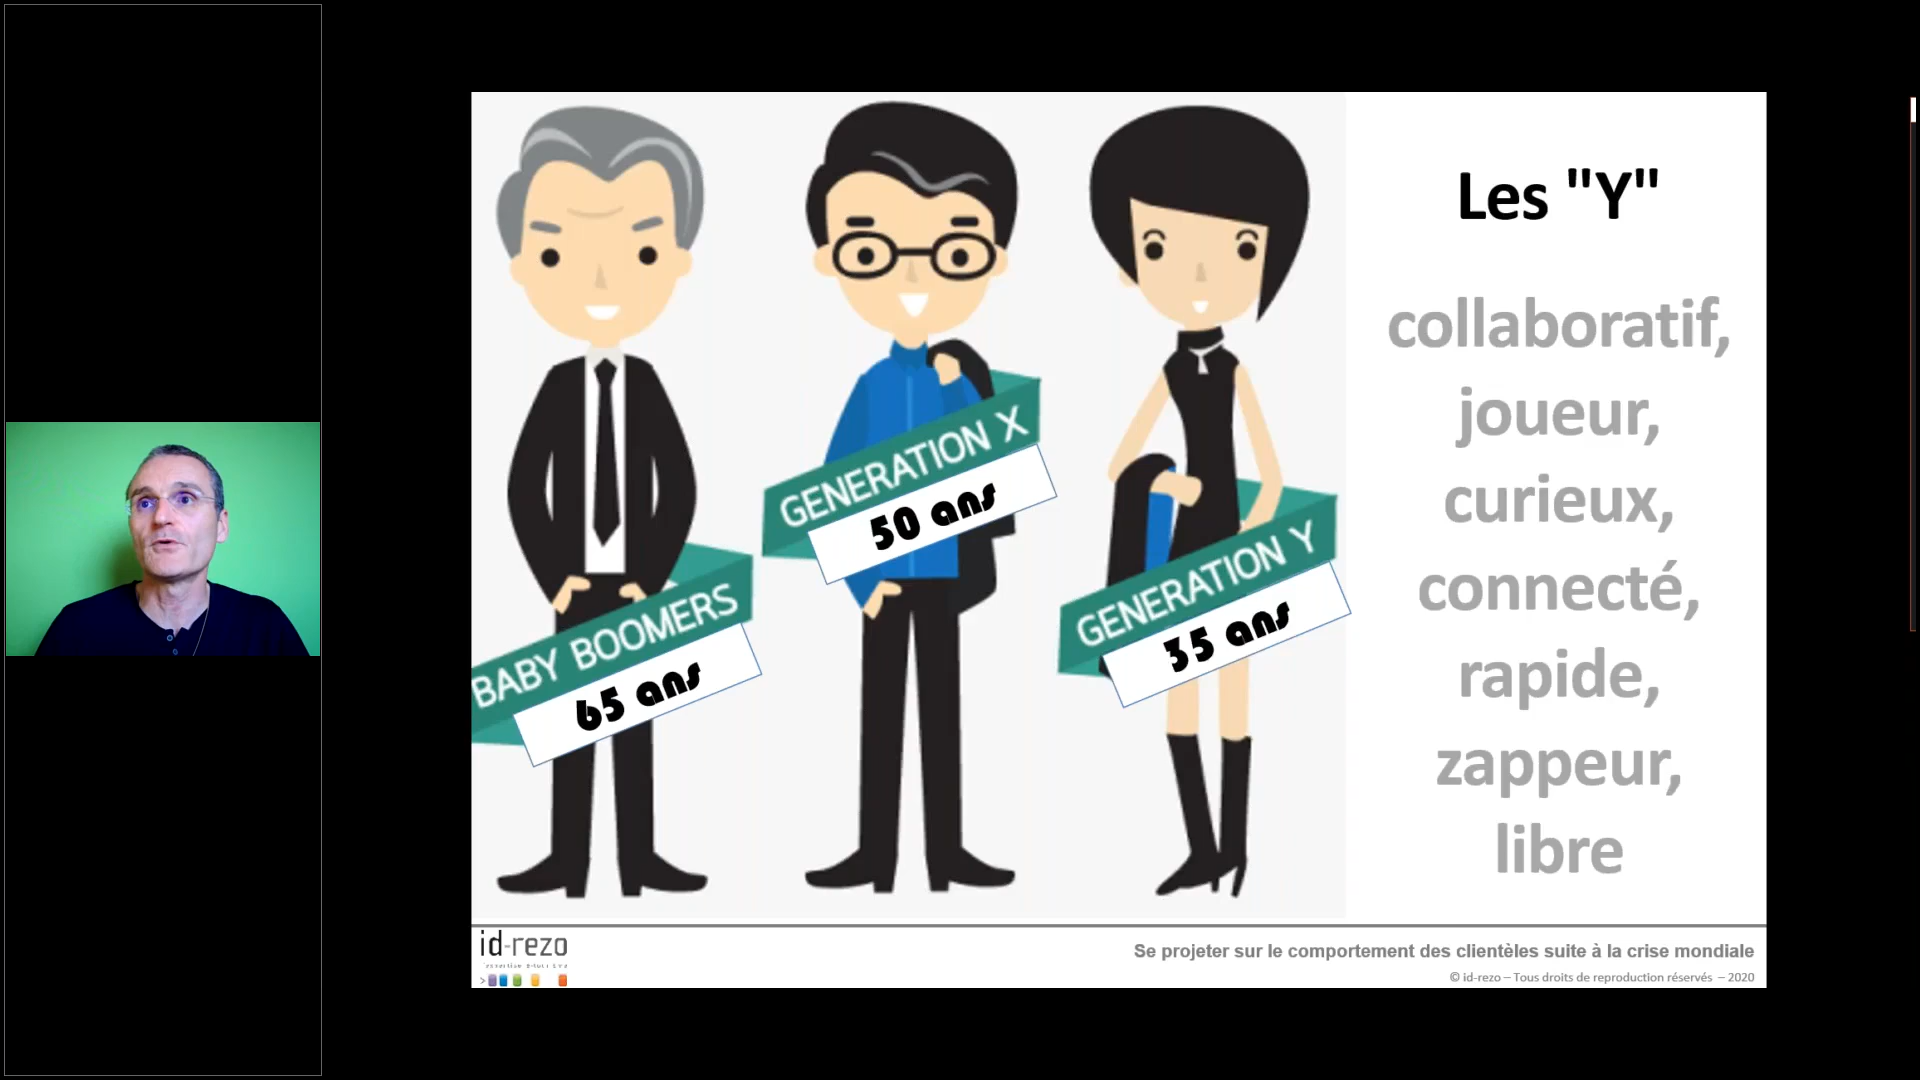 BABY BOOMERS
65 ans
GENERATION X
50 ans
GENERATION Y
35 ans
Les "Y"
collaboratif,
joueur,
curieux,
connecté,
rapide,
zappeur,
libre
id-rezo
Se projeter sur le comportement des clientèles suite à la crise mondiale
© id-rezo – Tous droits de reproduction réservés – 2020